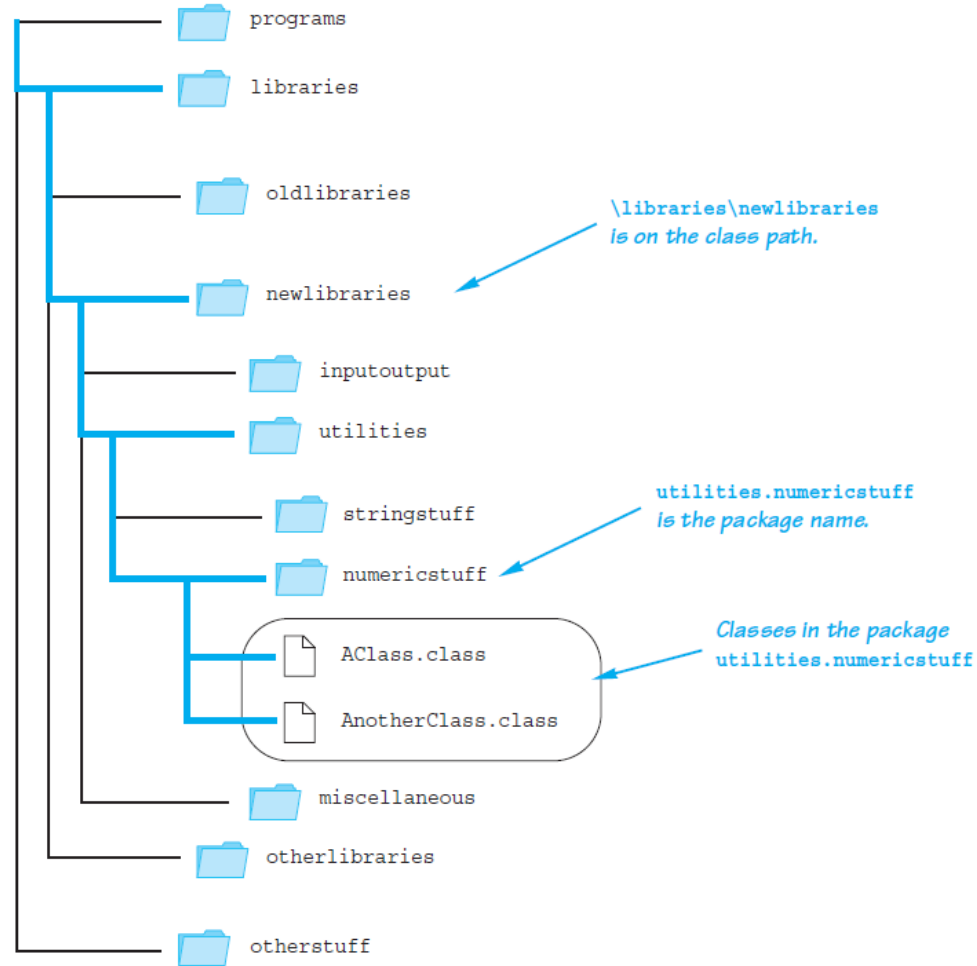 programs
libraries
oldlibraries
\libraries\newlibraries
is on the class path.
newlibraries
inputoutput
utilities
utilities.numericstuff
is the package name.
stringstuff
numericstuff
Classes in the package
utilities.numericstuff
AClass.class
AnotherClass.class
miscellaneous
otherlibraries
otherstuff